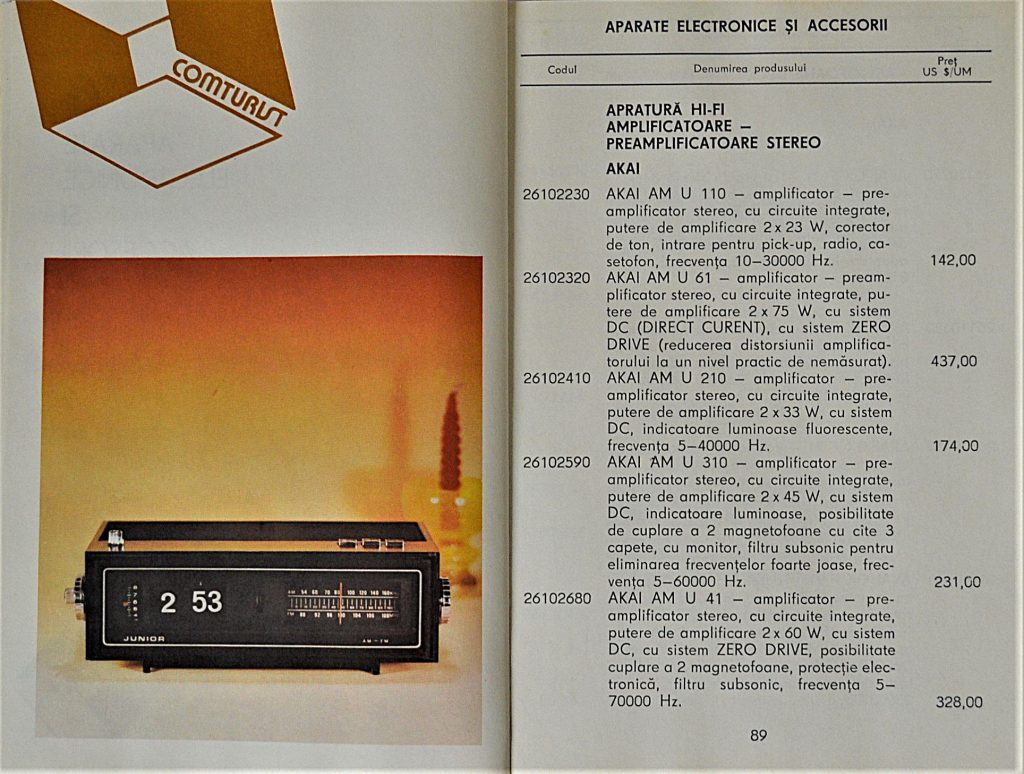 COMTURIST
2 53
JUNIOR
AM-FM
APARATE ELECTRONICE ȘI ACCESORII
Codul
Denumirea produsului
Preț
US $/UM
APRATURĂ HI-FI
AMPLIFICATOARE –
PREAMPLIFICATOARE STEREO
AKAI
26102230 AKAI AM U 110 – amplificator – pre-
amplificator stereo, cu circuite integrate,
putere de amplificare 2 x 23 W, corector
de ton, intrare pentru pick-up, radio, ca-
setofon, frecvența 10–30000 Hz. 142,00
26102320 AKAI AM U 61 – amplificator – pream-
plificator stereo, cu circuite integrate, pu-
tere de amplificare 2 x 75 W, cu sistem
DC (DIRECT CURENT), cu sistem ZERO
DRIVE (reducerea distorsiunii amplifica-
torului la un nivel practic de nemăsurat). 437,00
26102410 AKAI AM U 210 – amplificator – pre-
amplificator stereo, cu circuite integrate,
putere de amplificare 2 x 33 W, cu sistem
DC, indicatoare luminoase fluorescente,
frecvența 5–40000 Hz. 174,00
26102590 AKAI AM U 310 – amplificator – pre-
amplificator stereo, cu circuite integrate,
putere de amplificare 2 x 45 W, cu sistem
DC, indicatoare luminoase, posibilitate
de cuplare a 2 magnetofoane cu cite 3
capete, cu monitor, filtru subsonic pentru
eliminarea frecvențelor foarte joase, frec-
vența 5–60000 Hz. 231,00
26102680 AKAI AM U 41 – amplificator – pre-
amplificator stereo, cu circuite integrate,
putere de amplificare 2 x 60 W, cu sistem
DC, cu sistem ZERO DRIVE, posibilitate
cuplare a 2 magnetofoane, protecție elec-
tronică, filtru subsonic, frecvența 5–
70000 Hz. 328,00
89